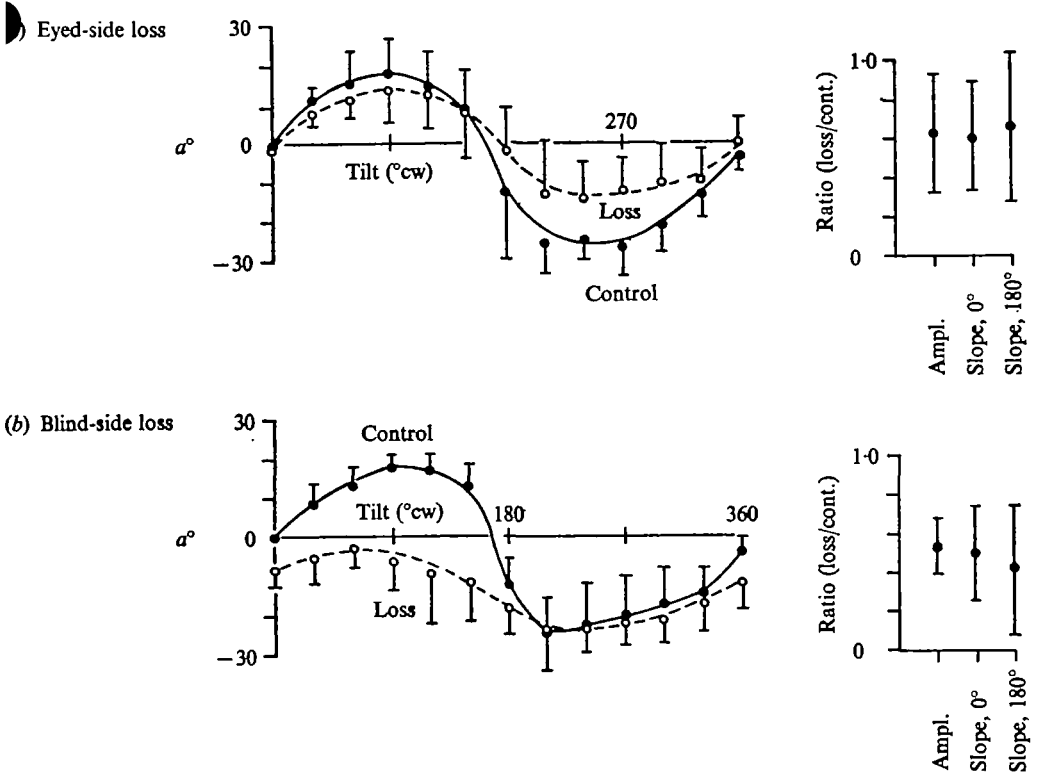 ) Eyed-side loss
30
a°
0
−30
Tilt (°cw)
270
Loss
Control
Ratio (loss/cont.)
1·0
0
Ampl.
Slope, 0°
Slope, 180°
(b) Blind-side loss
30
a°
0
−30
Control
Tilt (°cw)
180
360
Loss
Ratio (loss/cont.)
1·0
0
Ampl.
Slope, 0°
Slope, 180°